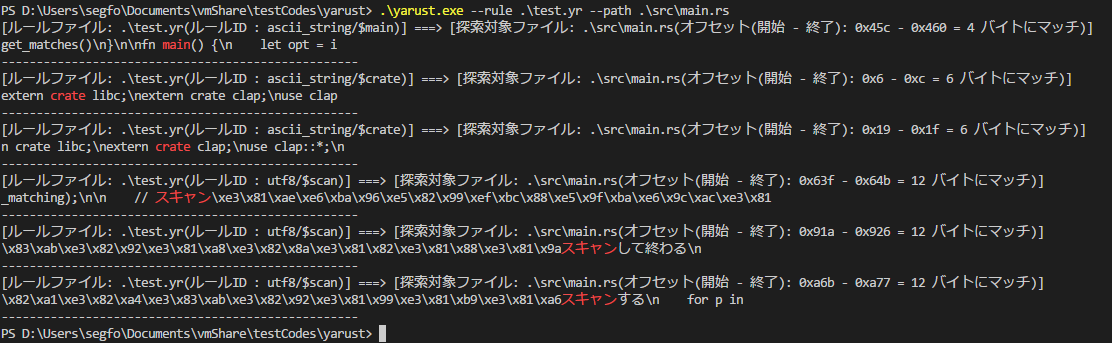 PS D:\Users\segfo\Documents\vmShare\testCodes\yarust> .\yarust.exe --rule .\test.yr --path .\src\main.rs
[ルールファイル: .\test.yr(ルールID : ascii_string/$main)] ===> [探索対象ファイル: .\src\main.rs(オフセット(開始 - 終了): 0x45c - 0x460 = 4 バイトにマッチ)]
get_matches()\n}\n\nfn main() {\n    let opt = i
--------------------------------------------------
[ルールファイル: .\test.yr(ルールID : ascii_string/$crate)] ===> [探索対象ファイル: .\src\main.rs(オフセット(開始 - 終了): 0x6 - 0xc = 6 バイトにマッチ)]
extern crate libc;\nextern crate clap;\nuse clap
--------------------------------------------------
[ルールファイル: .\test.yr(ルールID : ascii_string/$crate)] ===> [探索対象ファイル: .\src\main.rs(オフセット(開始 - 終了): 0x19 - 0x1f = 6 バイトにマッチ)]
n crate libc;\nextern crate clap;\nuse clap::*;\n
--------------------------------------------------
[ルールファイル: .\test.yr(ルールID : utf8/$scan)] ===> [探索対象ファイル: .\src\main.rs(オフセット(開始 - 終了): 0x63f - 0x64b = 12 バイトにマッチ)]
_matching);\n\n    // スキャン\xe3\x81\xae\xe6\xba\x96\xe5\x82\x99\xef\xbc\x88\xe5\x9f\xba\xe6\x9c\xac\xe3\x81
--------------------------------------------------
[ルールファイル: .\test.yr(ルールID : utf8/$scan)] ===> [探索対象ファイル: .\src\main.rs(オフセット(開始 - 終了): 0x91a - 0x926 = 12 バイトにマッチ)]
\x83\xab\xe3\x82\x92\xe3\x81\xa8\xe3\x82\x8a\xe3\x81\x82\xe3\x81\x88\xe3\x81\x9aスキャンして終わる\n
--------------------------------------------------
[ルールファイル: .\test.yr(ルールID : utf8/$scan)] ===> [探索対象ファイル: .\src\main.rs(オフセット(開始 - 終了): 0xa6b - 0xa77 = 12 バイトにマッチ)]
\x82\xa1\xe3\x82\xa4\xe3\x83\xab\xe3\x82\x92\xe3\x81\x99\xe3\x81\xb9\xe3\x81\xa6スキャンする\n    for p in
--------------------------------------------------
PS D:\Users\segfo\Documents\vmShare\testCodes\yarust>